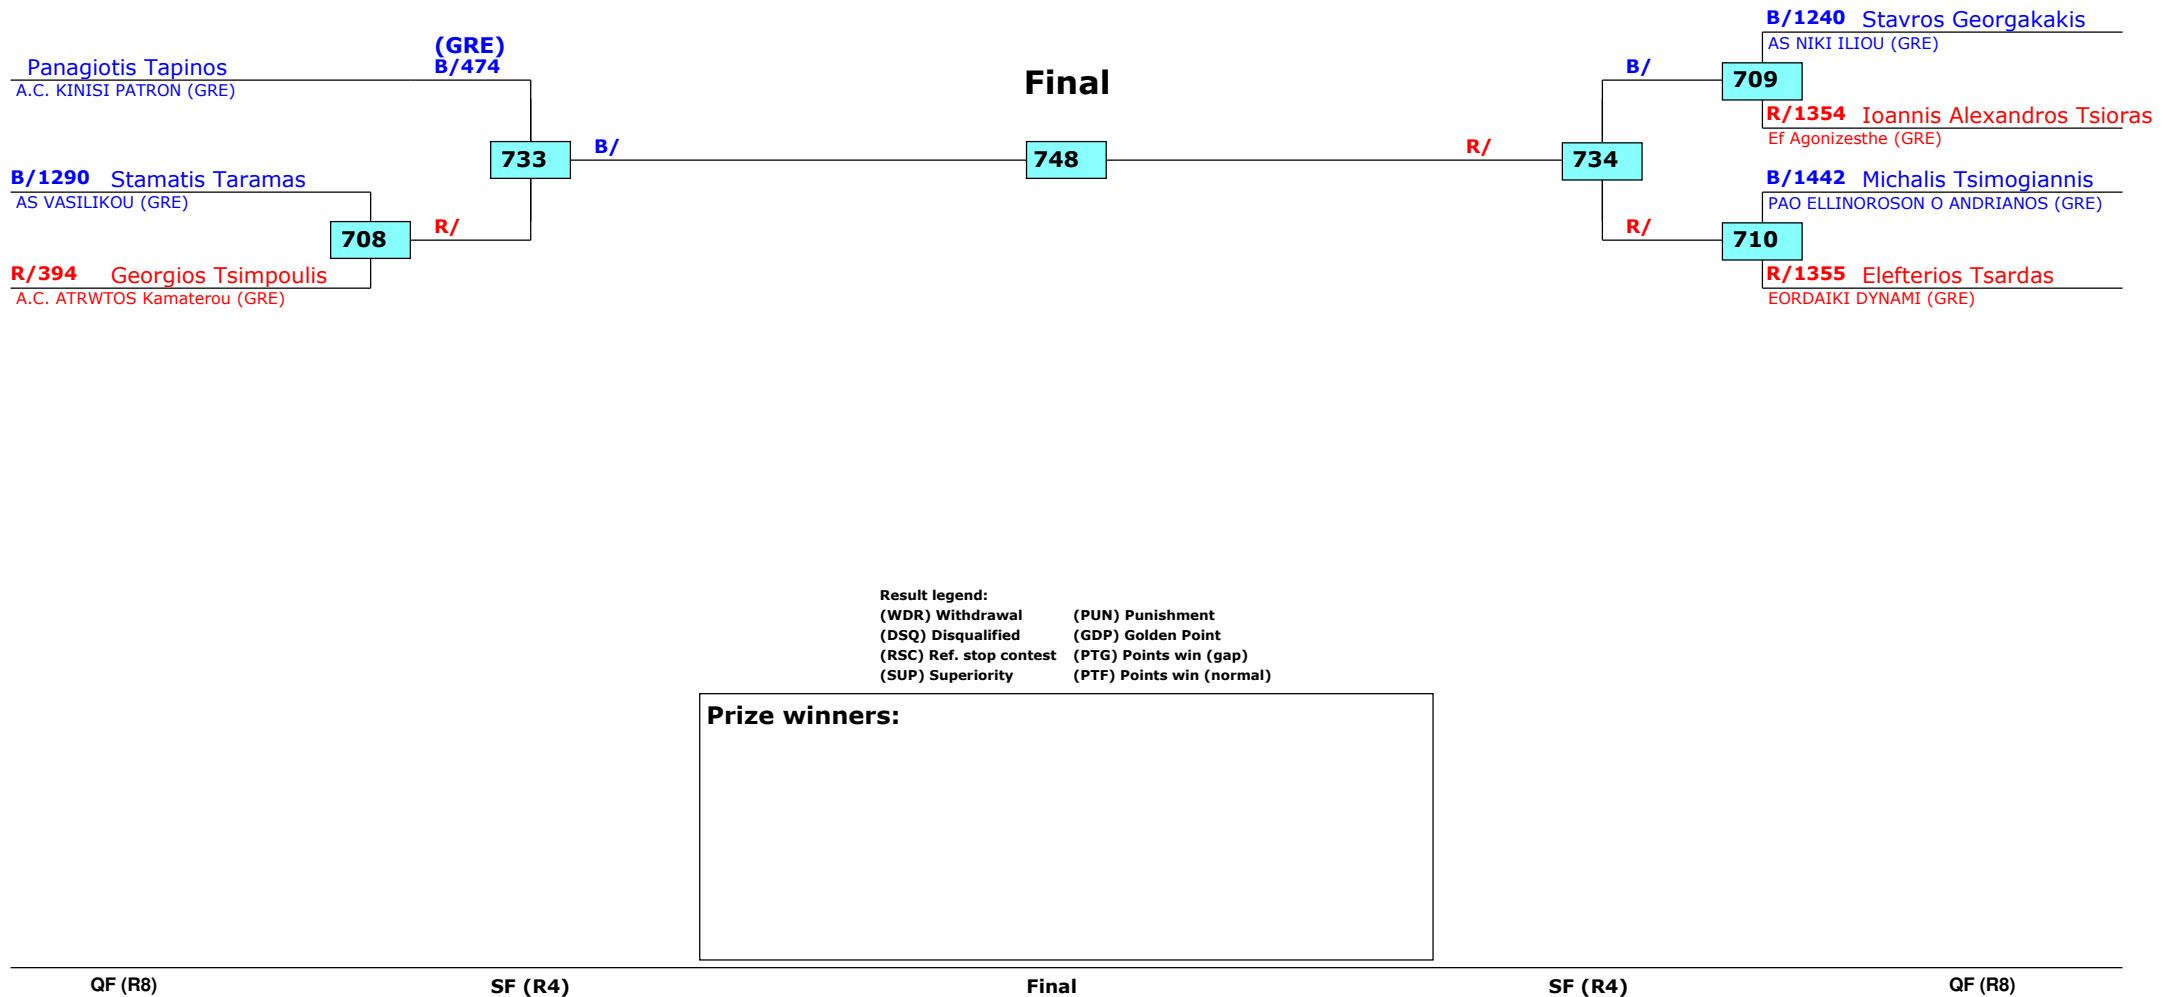 (GRE)
Panagiotis Tapinos B/474
A.C. KINISI PATRON (GRE)
B/1290 Stamatis Taramas
AS VASILIKOU (GRE)
708
R/394 Georgios Tsimpoulis
A.C. ATRWTOS Kamaterou (GRE)
R/
733
B/
Final
748
R/
734
B/
R/
B/1240 Stavros Georgakakis
AS NIKI ILIOU (GRE)
709
R/1354 Ioannis Alexandros Tsioras
Ef Agonizesthe (GRE)
B/1442 Michalis Tsimogiannis
PAO ELLINOROSON O ANDRIANOS (GRE)
710
R/1355 Elefterios Tsardas
EORDAIKI DYNAMI (GRE)
Result legend:
(WDR) Withdrawal (PUN) Punishment
(DSQ) Disqualified (GDP) Golden Point
(RSC) Ref. stop contest (PTG) Points win (gap)
(SUP) Superiority (PTF) Points win (normal)
Prize winners:
QF (R8) SF (R4) Final SF (R4) QF (R8)